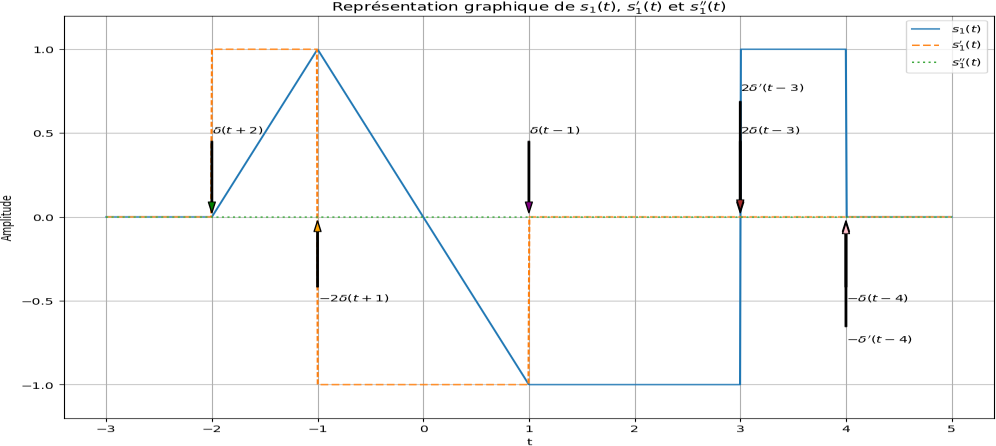 Représentation graphique de s₁(t), s₁′(t) et s₁″(t)
s₁(t)
s₁′(t)
s₁″(t)
1.0
0.5
0.0
−0.5
−1.0
Amplitude
2δ′(t − 3)
δ(t + 2)
δ(t − 1)
2δ(t − 3)
−2δ(t + 1)
−δ(t − 4)
−δ′(t − 4)
−3 −2 −1 0 1 2 3 4 5
t